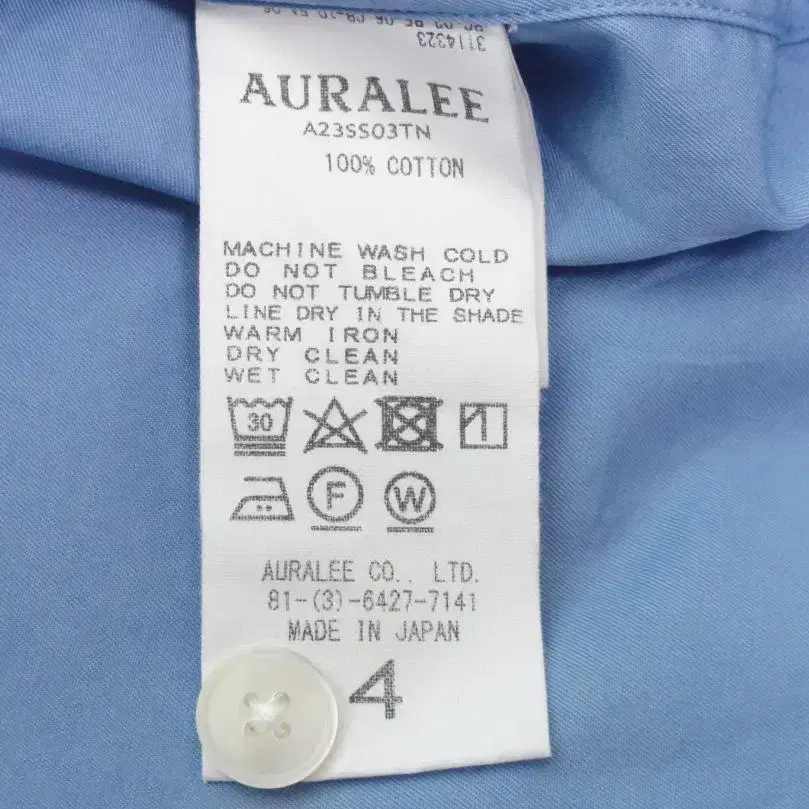 3114323
AURALEE
A23SS03TN
100% COTTON
MACHINE WASH COLD
DO NOT BLEACH
DO NOT TUMBLE DRY
LINE DRY IN THE SHADE
WARM IRON
DRY CLEAN
WET CLEAN
30
F W
AURALEE CO., LTD.
81-(3)-6427-7141
MADE IN JAPAN
4